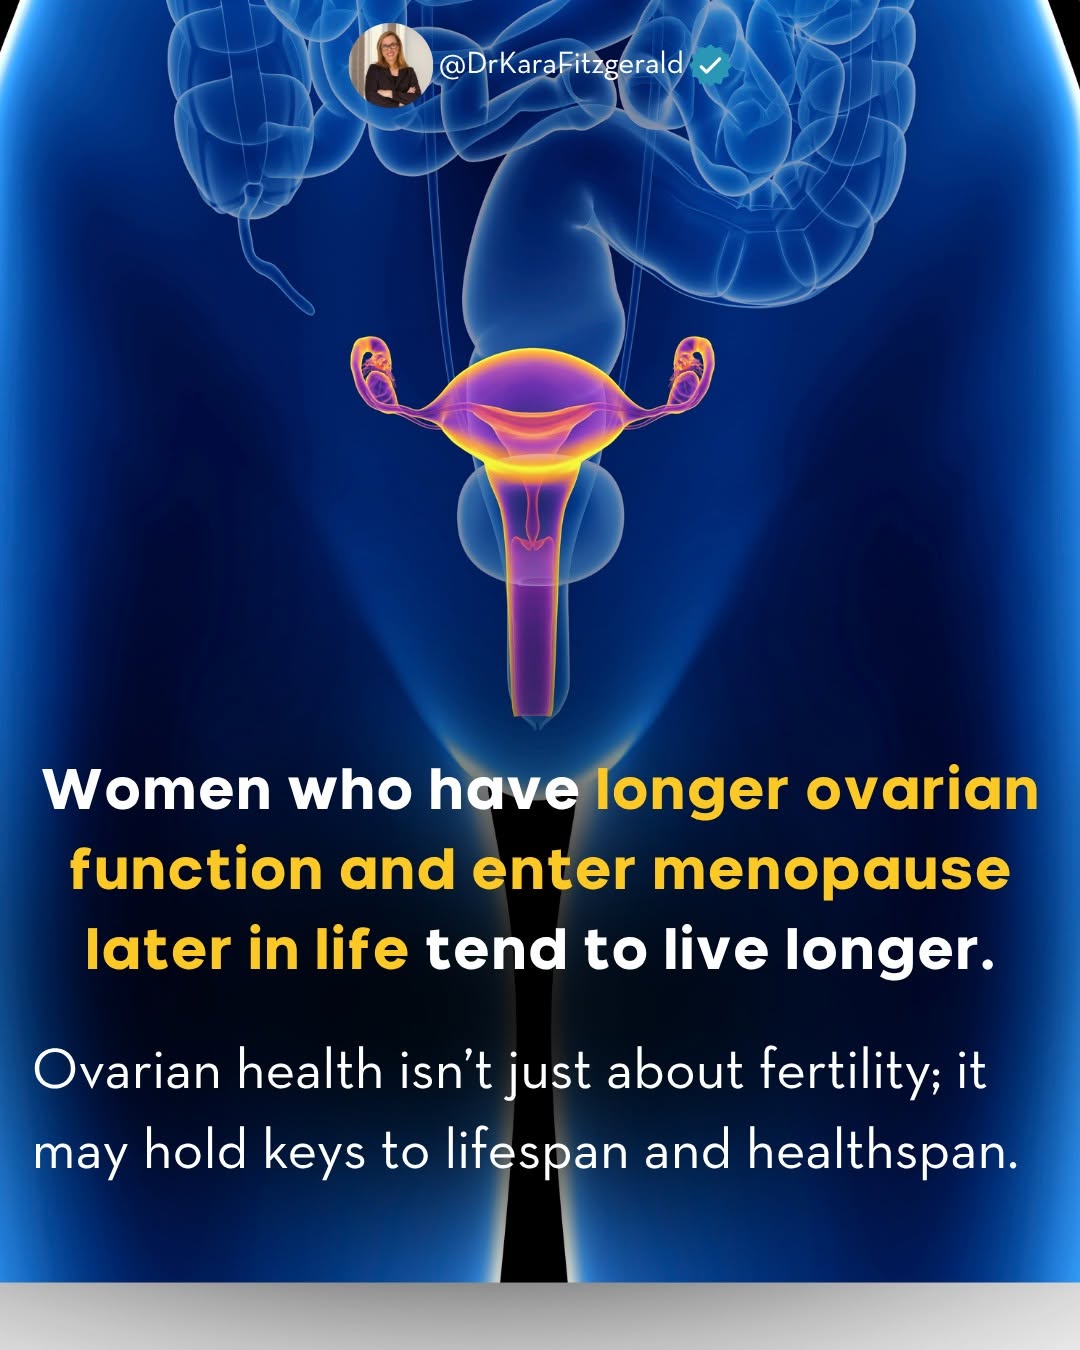 @DrKaraFitzgerald
Women who have longer ovarian
function and enter menopause
later in life tend to live longer.
Ovarian health isn’t just about fertility; it
may hold keys to lifespan and healthspan.